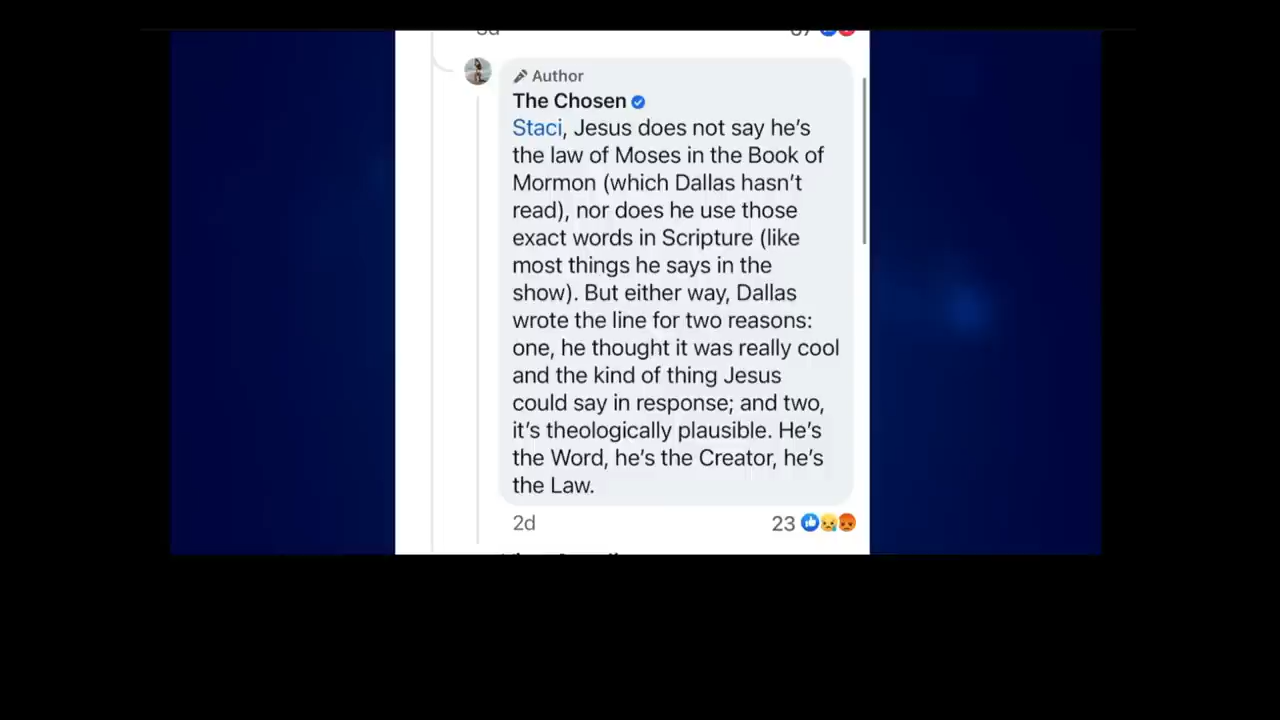 Author
The Chosen
Staci, Jesus does not say he's
the law of Moses in the Book of
Mormon (which Dallas hasn't
read), nor does he use those
exact words in Scripture (like
most things he says in the
show). But either way, Dallas
wrote the line for two reasons:
one, he thought it was really cool
and the kind of thing Jesus
could say in response; and two,
it's theologically plausible. He's
the Word, he's the Creator, he's
the Law.
2d 23